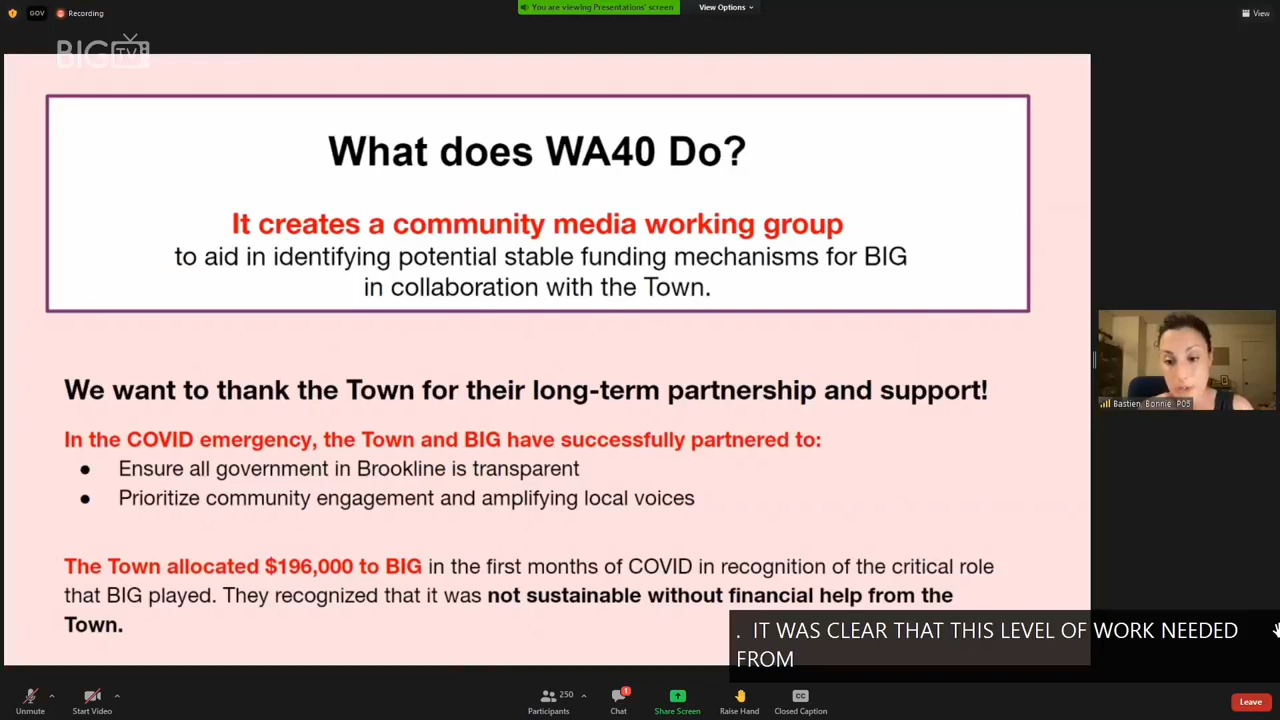 GOV
Recording
You are viewing Presentations' screen
View Options
View
BIG TV
What does WA40 Do?
It creates a community media working group
to aid in identifying potential stable funding mechanisms for BIG
in collaboration with the Town.
We want to thank the Town for their long-term partnership and support!
In the COVID emergency, the Town and BIG have successfully partnered to:
● Ensure all government in Brookline is transparent
● Prioritize community engagement and amplifying local voices
The Town allocated $196,000 to BIG in the first months of COVID in recognition of the critical role
that BIG played. They recognized that it was not sustainable without financial help from the
Town.
Bastien, Bonnie P05
. IT WAS CLEAR THAT THIS LEVEL OF WORK NEEDED
FROM
Unmute
Start Video
250
Participants
1
Chat
Share Screen
Raise Hand
CC
Closed Caption
Leave